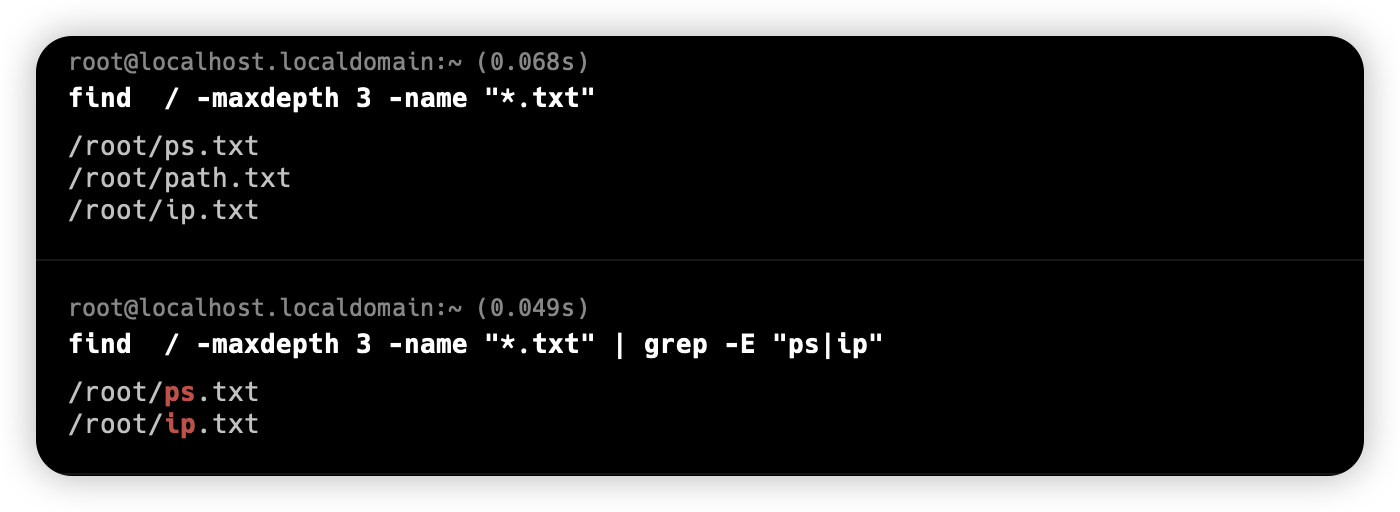 root@localhost.localdomain:~ (0.068s)
find  / -maxdepth 3 -name "*.txt"
/root/ps.txt
/root/path.txt
/root/ip.txt
root@localhost.localdomain:~ (0.049s)
find  / -maxdepth 3 -name "*.txt" | grep -E "ps|ip"
/root/ps.txt
/root/ip.txt